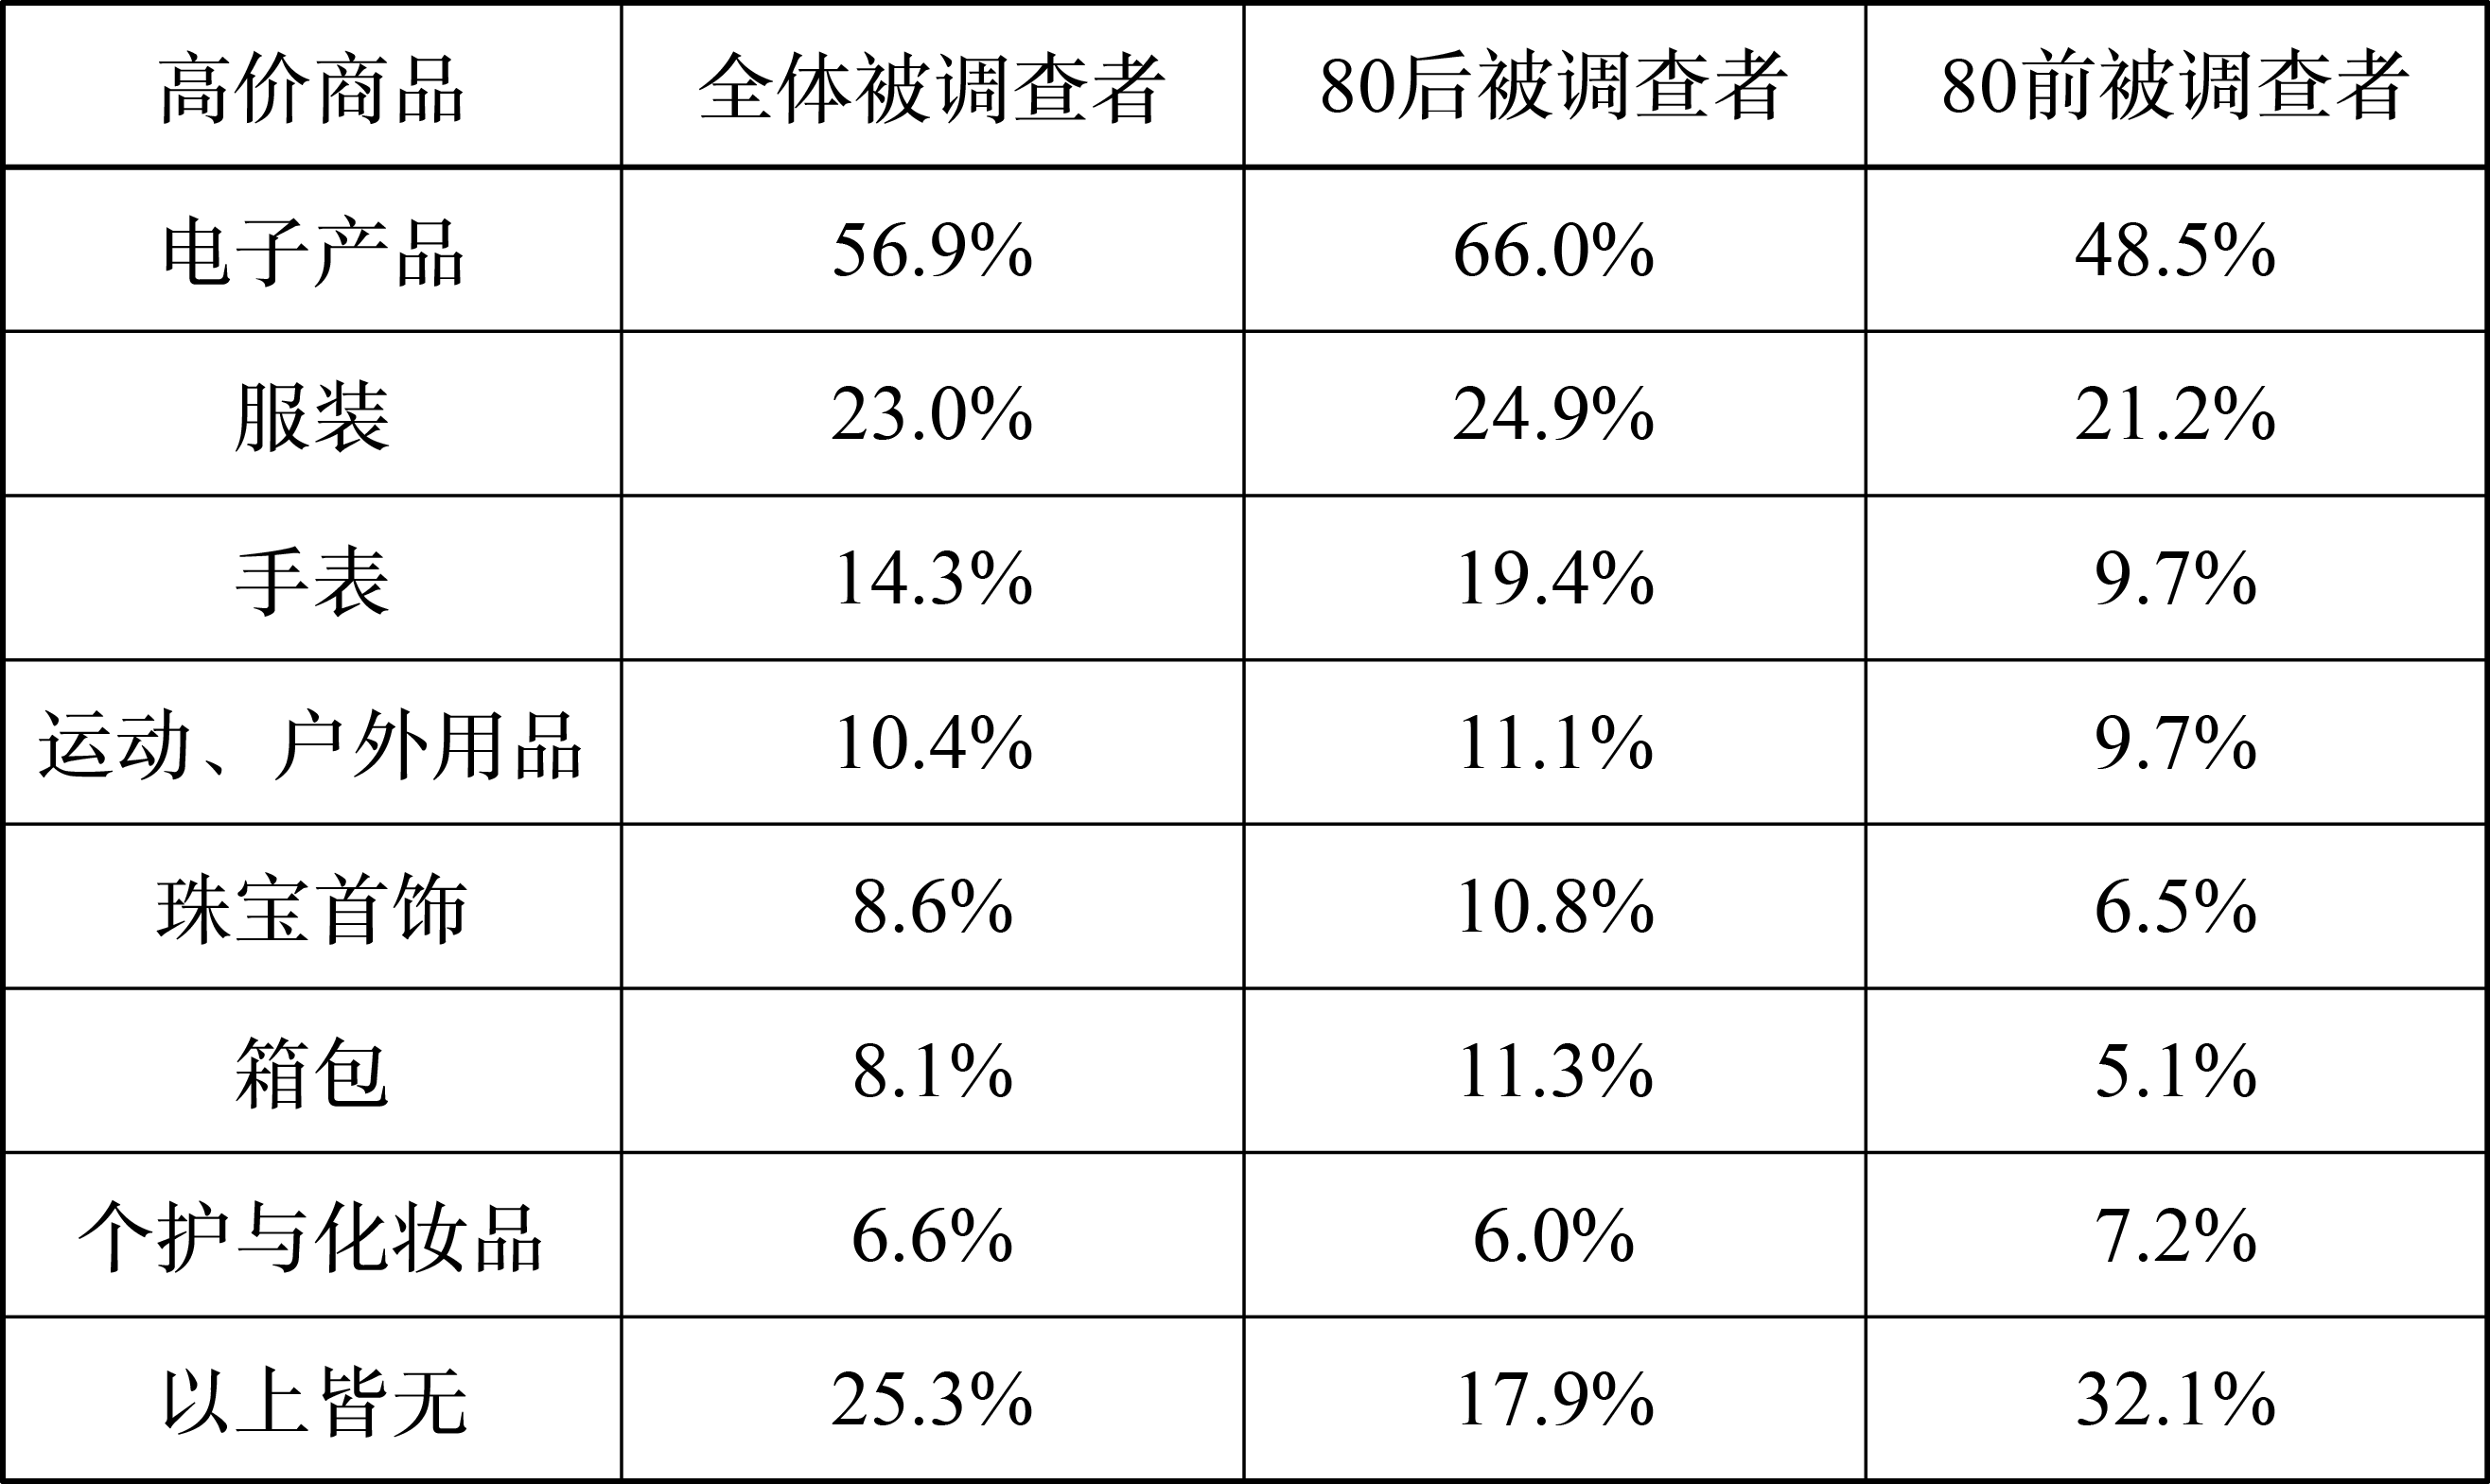 高价商品 全体被调查者 80后被调查者 80前被调查者
电子产品 56.9% 66.0% 48.5%
服装 23.0% 24.9% 21.2%
手表 14.3% 19.4% 9.7%
运动、户外用品 10.4% 11.1% 9.7%
珠宝首饰 8.6% 10.8% 6.5%
箱包 8.1% 11.3% 5.1%
个护与化妆品 6.6% 6.0% 7.2%
以上皆无 25.3% 17.9% 32.1%